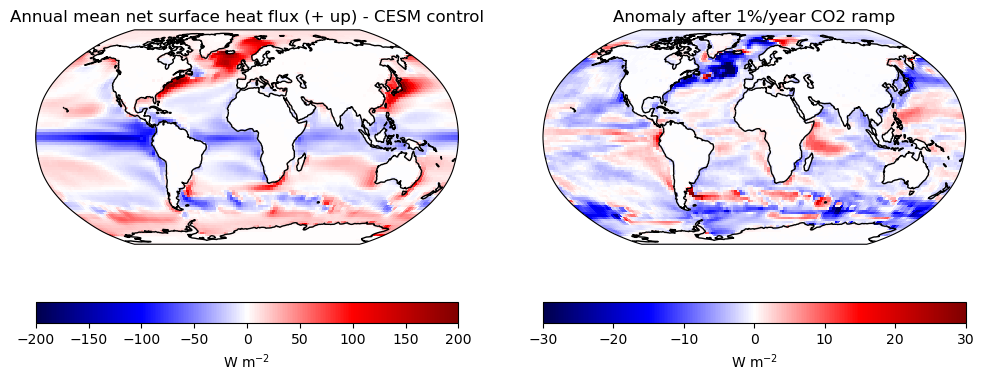 Annual mean net surface heat flux (+ up) - CESM control
Anomaly after 1%/year CO2 ramp
−200 −150 −100 −50 0 50 100 150 200
W m⁻²
−30 −20 −10 0 10 20 30
W m⁻²